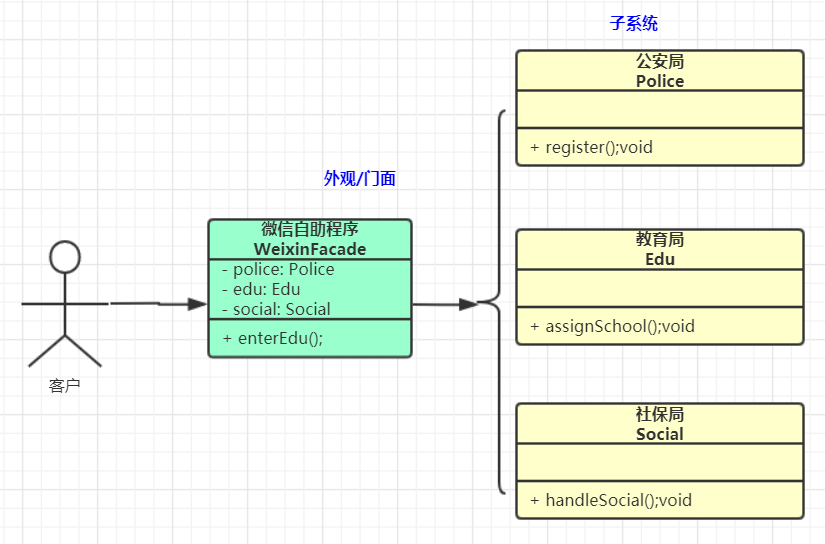 子系统
公安局
Police
+ register();void
外观/门面
微信自助程序
WeixinFacade
- police: Police
- edu: Edu
- social: Social
+ enterEdu();
教育局
Edu
+ assignSchool();void
客户
社保局
Social
+ handleSocial();void